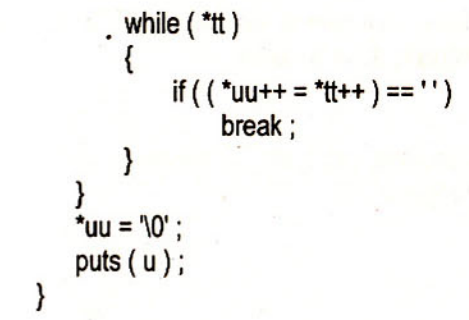 while ( *tt )
{
if ( ( *uu++ = *tt++ ) == ' ' )
break ;
}
}
*uu = '\0' ;
puts ( u ) ;
}